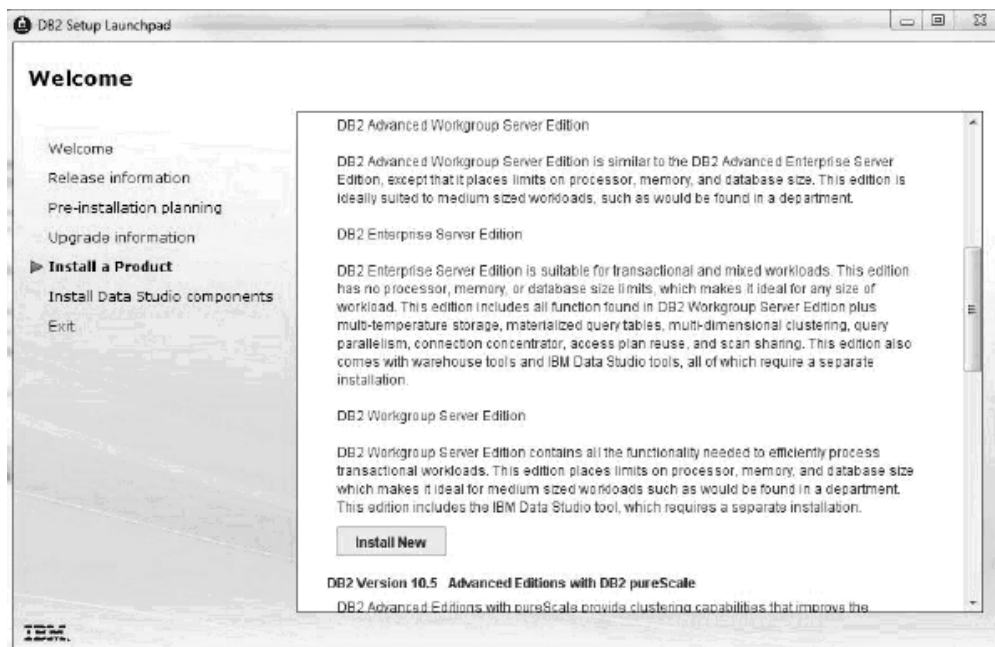 DB2 Setup Launchpad
Welcome
Welcome
Release information
Pre-installation planning
Upgrade information
Install a Product
Install Data Studio components
Exit
DB2 Advanced Workgroup Server Edition
DB2 Advanced Workgroup Server Edition is similar to the DB2 Advanced Enterprise Server
Edition, except that it places limits on processor, memory, and database size. This edition is
ideally suited to medium sized workloads, such as would be found in a department.
DB2 Enterprise Server Edition
DB2 Enterprise Server Edition is suitable for transactional and mixed workloads. This edition
has no processor, memory, or database size limits, which makes it ideal for any size of
workload. This edition includes all function found in DB2 Workgroup Server Edition plus
multi-temperature storage, materialized query tables, multi-dimensional clustering, query
parallelism, connection concentrator, access plan reuse, and scan sharing. This edition also
comes with warehouse tools and IBM Data Studio tools, all of which require a separate
installation.
DB2 Workgroup Server Edition
DB2 Workgroup Server Edition contains all the functionality needed to efficiently process
transactional workloads. This edition places limits on processor, memory, and database size
which makes it ideal for medium sized workloads such as would be found in a department.
This edition includes the IBM Data Studio tool, which requires a separate installation.
Install New
DB2 Version 10.5 Advanced Editions with DB2 pureScale
DB2 Advanced Editions with pureScale provide clustering capabilities that improve the
IBM.